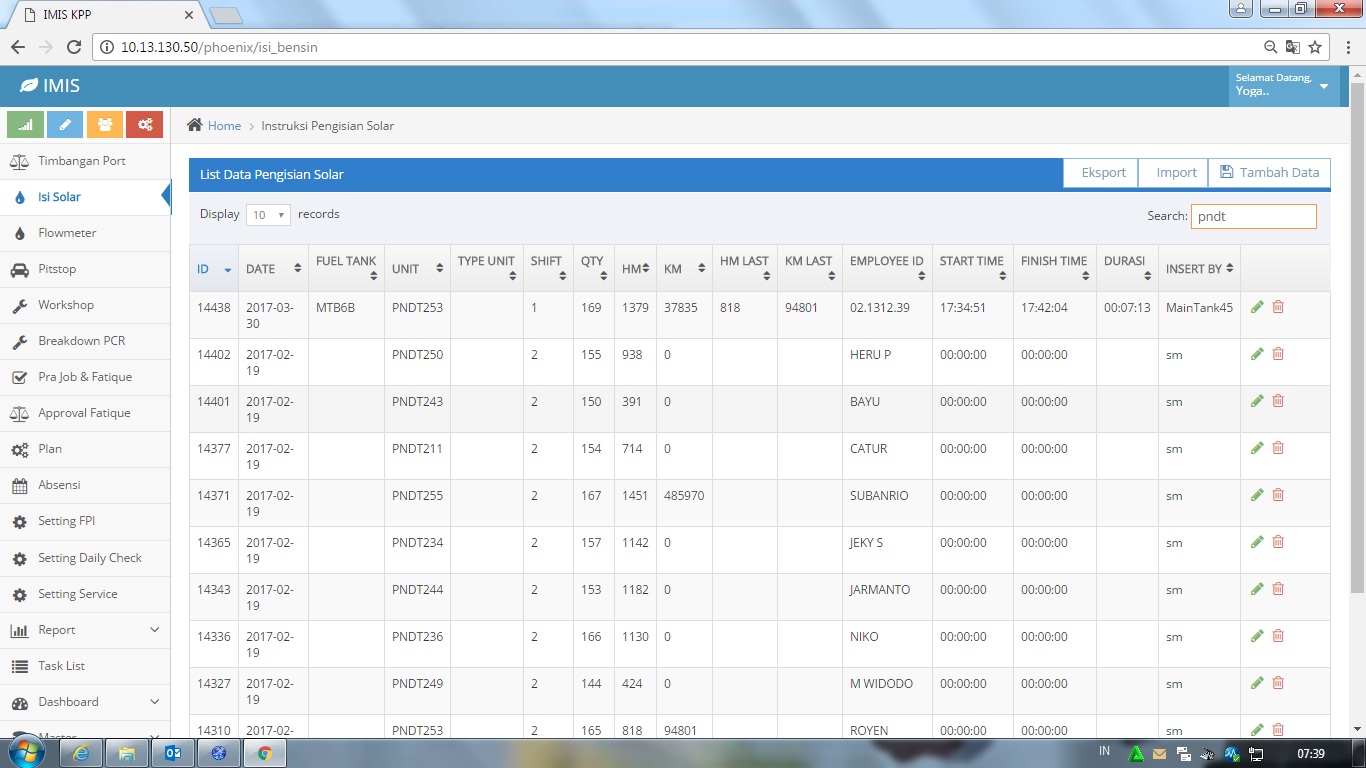 IMIS KPP
10.13.130.50/phoenix/isi_bensin
IMIS
Selamat Datang,
Yoga..
Home > Instruksi Pengisian Solar
Timbangan Port
Isi Solar
Flowmeter
Pitstop
Workshop
Breakdown PCR
Pra Job & Fatique
Approval Fatique
Plan
Absensi
Setting FPI
Setting Daily Check
Setting Service
Report
Task List
Dashboard
Master
List Data Pengisian Solar
Eksport
Import
Tambah Data
Display 10 records
Search: pndt
ID DATE FUEL TANK UNIT TYPE UNIT SHIFT QTY HM KM HM LAST KM LAST EMPLOYEE ID START TIME FINISH TIME DURASI INSERT BY
14438 2017-03-30 MTB6B PNDT253 1 169 1379 37835 818 94801 02.1312.39 17:34:51 17:42:04 00:07:13 MainTank45
14402 2017-02-19 PNDT250 2 155 938 0 HERU P 00:00:00 00:00:00 sm
14401 2017-02-19 PNDT243 2 150 391 0 BAYU 00:00:00 00:00:00 sm
14377 2017-02-19 PNDT211 2 154 714 0 CATUR 00:00:00 00:00:00 sm
14371 2017-02-19 PNDT255 2 167 1451 485970 SUBANRIO 00:00:00 00:00:00 sm
14365 2017-02-19 PNDT234 2 157 1142 0 JEKY S 00:00:00 00:00:00 sm
14343 2017-02-19 PNDT244 2 153 1182 0 JARMANTO 00:00:00 00:00:00 sm
14336 2017-02-19 PNDT236 2 166 1130 0 NIKO 00:00:00 00:00:00 sm
14327 2017-02-19 PNDT249 2 144 424 0 M WIDODO 00:00:00 00:00:00 sm
14310 2017-02- PNDT253 2 165 818 94801 ROYEN 00:00:00 00:00:00 sm
IN
07:39